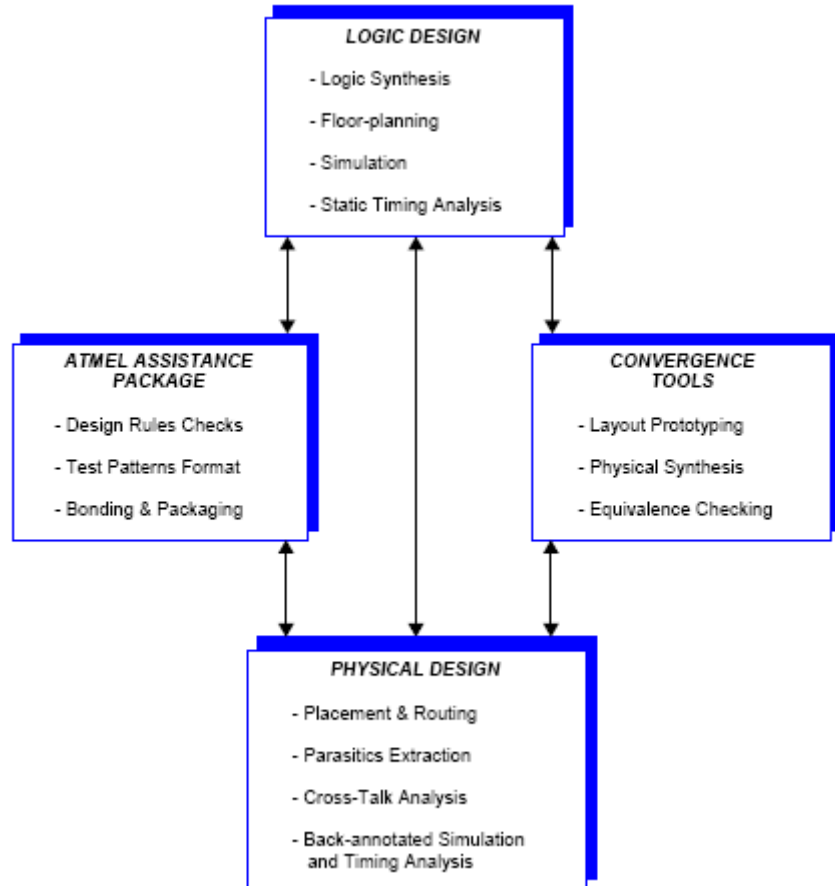 LOGIC DESIGN
- Logic Synthesis
- Floor-planning
- Simulation
- Static Timing Analysis
ATMEL ASSISTANCE
PACKAGE
- Design Rules Checks
- Test Patterns Format
- Bonding & Packaging
CONVERGENCE
TOOLS
- Layout Prototyping
- Physical Synthesis
- Equivalence Checking
PHYSICAL DESIGN
- Placement & Routing
- Parasitics Extraction
- Cross-Talk Analysis
- Back-annotated Simulation
and Timing Analysis